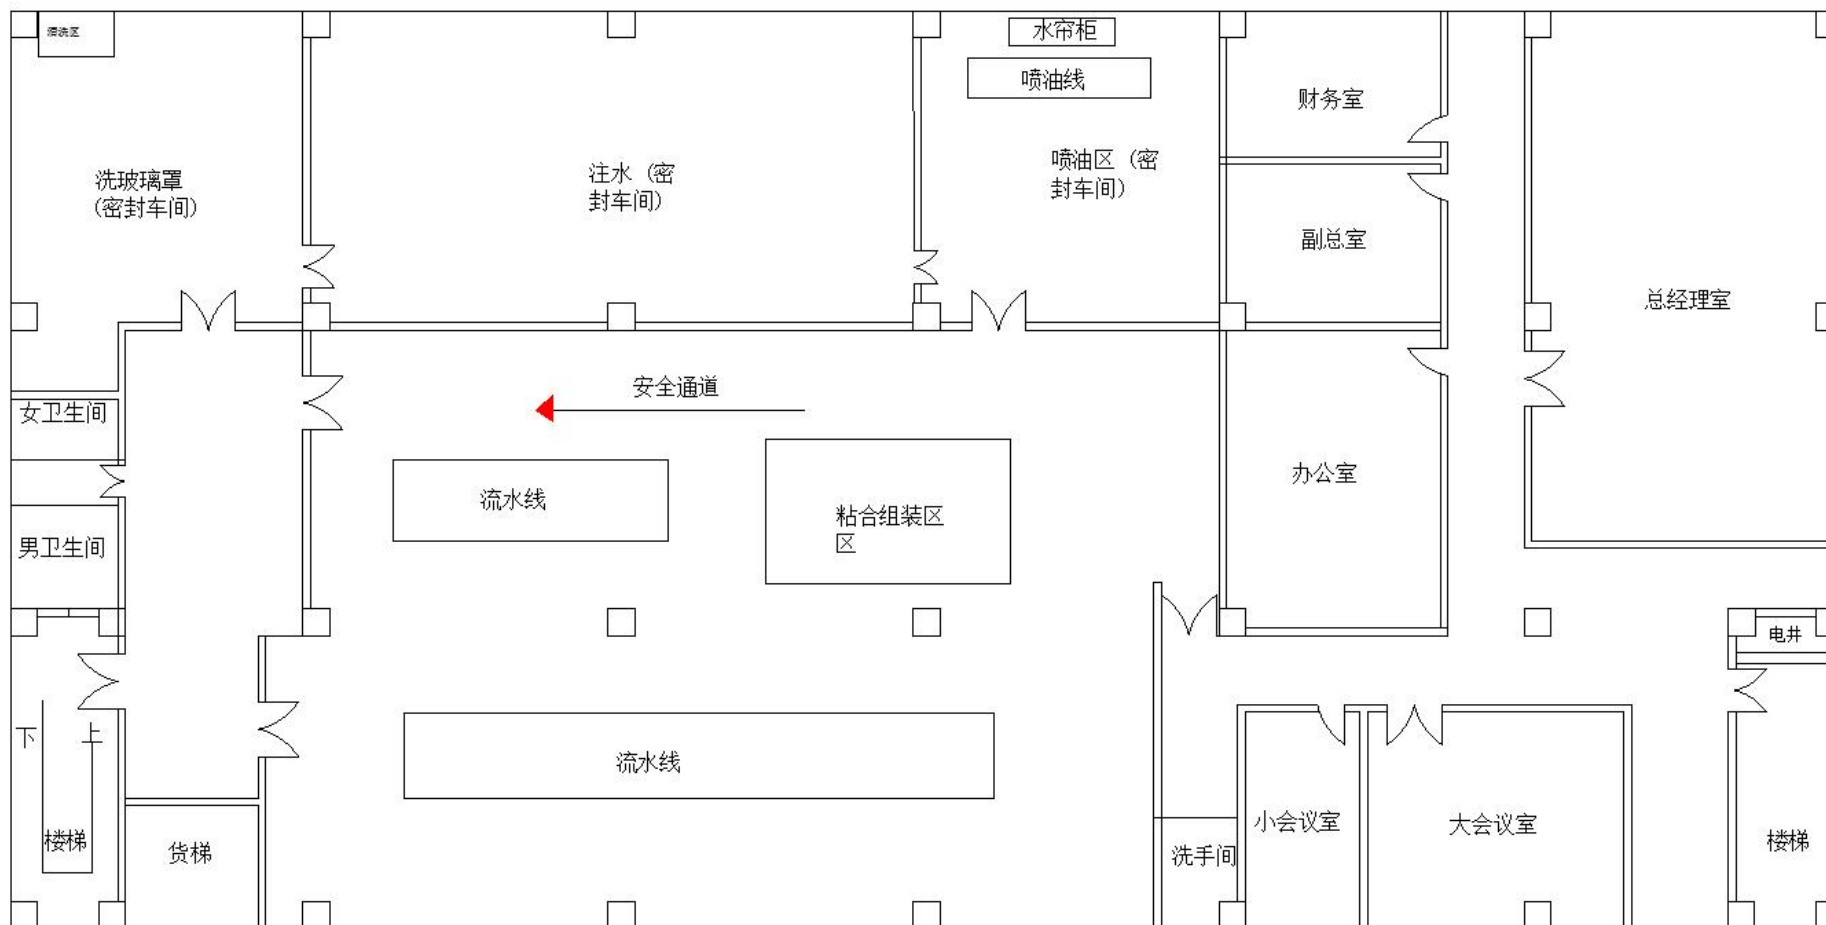 清洗区
水帘柜
喷油线
财务室
喷油区（密
封车间）
注水（密
封车间）
洗玻璃罩
（密封车间）
副总室
总经理室
安全通道
女卫生间
办公室
流水线
粘合组装区
区
男卫生间
电井
下
上
流水线
小会议室
大会议室
楼梯
货梯
洗手间
楼梯